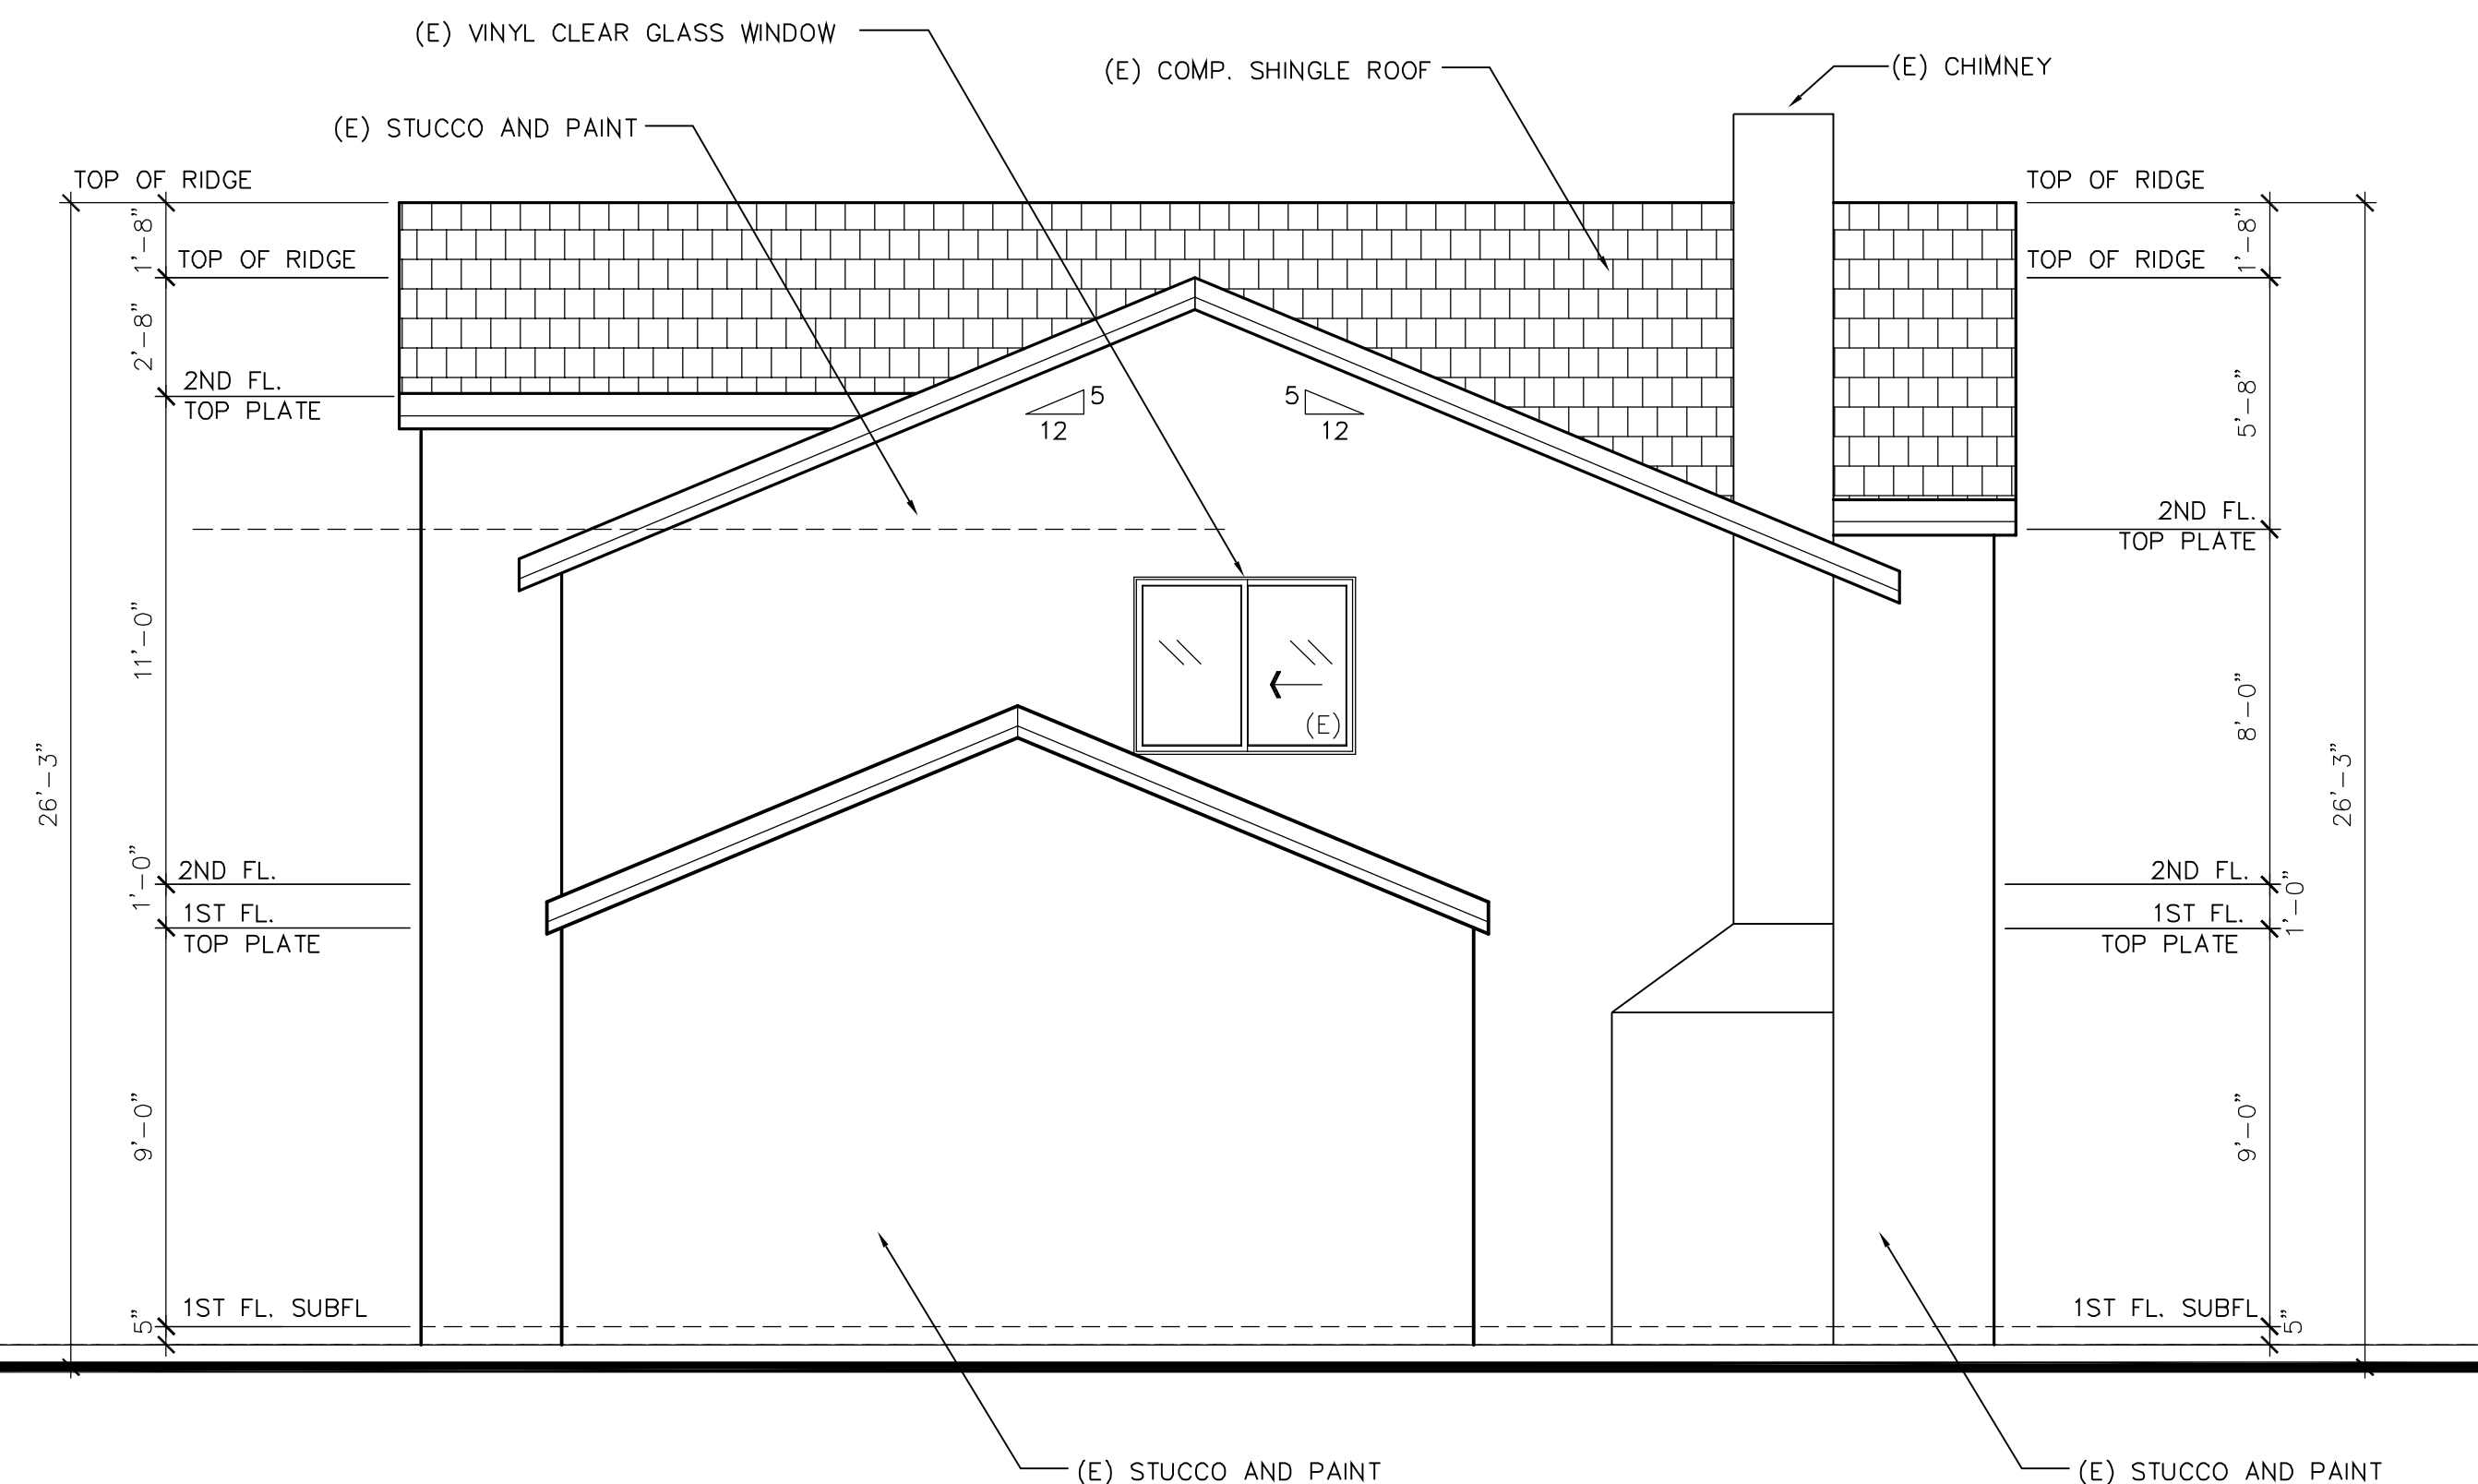 (E) VINYL CLEAR GLASS WINDOW
(E) COMP. SHINGLE ROOF
(E) CHIMNEY
(E) STUCCO AND PAINT
TOP OF RIDGE
TOP OF RIDGE
1'-8"
1'-8"
TOP OF RIDGE
TOP OF RIDGE
2'-8"
2ND FL.
TOP PLATE
5
12
5
12
5'-8"
2ND FL.
TOP PLATE
11'-0"
8'-0"
(E)
26'-3"
26'-3"
2ND FL.
2ND FL.
1'-0"
1'-0"
1ST FL.
TOP PLATE
1ST FL.
TOP PLATE
9'-0"
9'-0"
1ST FL. SUBFL
1ST FL. SUBFL
5"
5"
(E) STUCCO AND PAINT
(E) STUCCO AND PAINT